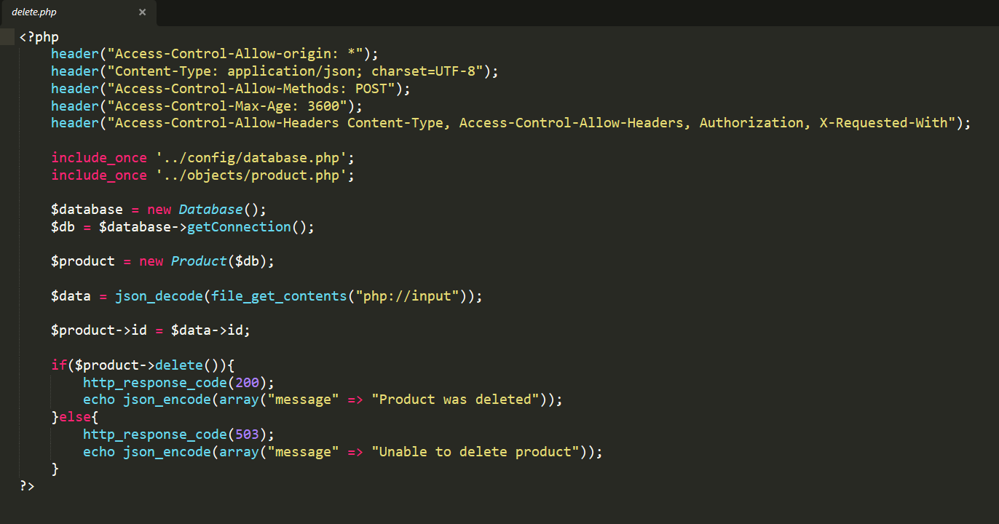 delete.php ×
<?php
header("Access-Control-Allow-origin: *");
header("Content-Type: application/json; charset=UTF-8");
header("Access-Control-Allow-Methods: POST");
header("Access-Control-Max-Age: 3600");
header("Access-Control-Allow-Headers Content-Type, Access-Control-Allow-Headers, Authorization, X-Requested-With");
include_once '../config/database.php';
include_once '../objects/product.php';
$database = new Database();
$db = $database->getConnection();
$product = new Product($db);
$data = json_decode(file_get_contents("php://input"));
$product->id = $data->id;
if($product->delete()){
http_response_code(200);
echo json_encode(array("message" => "Product was deleted"));
}else{
http_response_code(503);
echo json_encode(array("message" => "Unable to delete product"));
}
?>